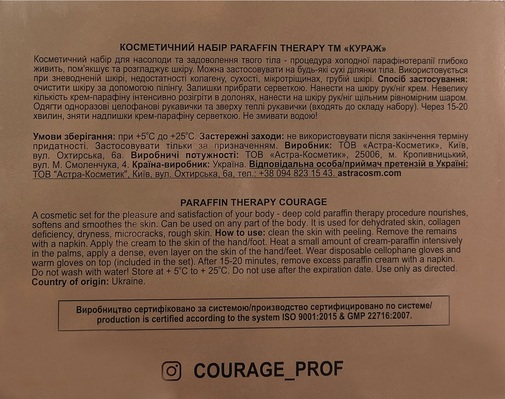 КОСМЕТИЧНИЙ НАБІР PARAFFIN THERAPY ТМ «КУРАЖ»
Косметичний набір для насолоди та задоволення твого тіла - процедура холодної парафінотерапії глибоко
живить, пом'якшує та розгладжує шкіру. Можна застосовувати на будь-які сухі ділянки тіла. Використовується
при зневодненій шкірі, недостатності колагену, сухості, мікротріщинах, грубій шкірі. Спосіб застосування:
очистити шкіру за допомогою пілінгу. Залишки прибрати серветкою. Нанести на шкіру рук/ніг крем. Невелику
кількість крем-парафіну інтенсивно розігріти в долонях, нанести на шкіру рук/ніг щільним рівномірним шаром.
Одягти одноразові целофанові рукавички та зверху теплі рукавички (входять до складу набору). Через 15-20
хвилин, зняти надлишки крем-парафіну серветкою. Не змивати водою!
Умови зберігання: при +5˚С до +25˚С. Застережні заходи: не використовувати після закінчення терміну
придатності. Застосовувати тільки за призначенням. Виробник: ТОВ «Астра-Косметик», Київ,
вул. Охтирська, 6а. Виробничі потужності: ТОВ «Астра-Косметик», 25006, м. Кропивницький,
вул. М. Смоленчука, 4. Країна-виробник: Україна. Відповідальна особа/приймач претензій в Україні:
ТОВ "Астра-Косметик", Київ, вул. Охтирська, 6а, тел.: +38 094 823 15 43. astracosm.com
PARAFFIN THERAPY COURAGE
A cosmetic set for the pleasure and satisfaction of your body - deep cold paraffin therapy procedure nourishes,
softens and smoothes the skin. Can be used on any part of the body. It is used for dehydrated skin, collagen
deficiency, dryness, microcracks, rough skin. How to use: clean the skin with peeling. Remove the remains
with a napkin. Apply the cream to the skin of the hand/foot. Heat a small amount of cream-paraffin intensively
in the palms, apply a dense, even layer on the skin of the hand/feet. Wear disposable cellophane gloves and
warm gloves on top (included in the set). After 15-20 minutes, remove excess paraffin cream with a napkin.
Do not wash with water! Store at + 5˚C to + 25˚C. Do not use after the expiration date. Use only as directed.
Country of origin: Ukraine.
Виробництво сертифіковано за системою/производство сертифицировано по системе/
production is certified according to the system ISO 9001:2015 & GMP 22716:2007.
COURAGE_PROF